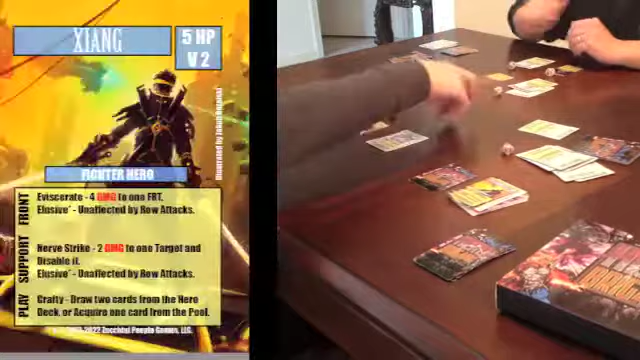 XIANG
5 HP
V 2
FIGHTER HERO
FRONT
Eviscerate - 4 DMG to one FRT.
Elusive - Unaffected by Row Attacks.
SUPPORT
Nerve Strike - 2 DMG to one Target and
Disable it.
Elusive - Unaffected by Row Attacks.
PLAY
Crafty - Draw two cards from the Hero
Deck, or Acquire one card from the Pool.
2022 Zucchini People Games, LLC.
Illustrated by Jakub